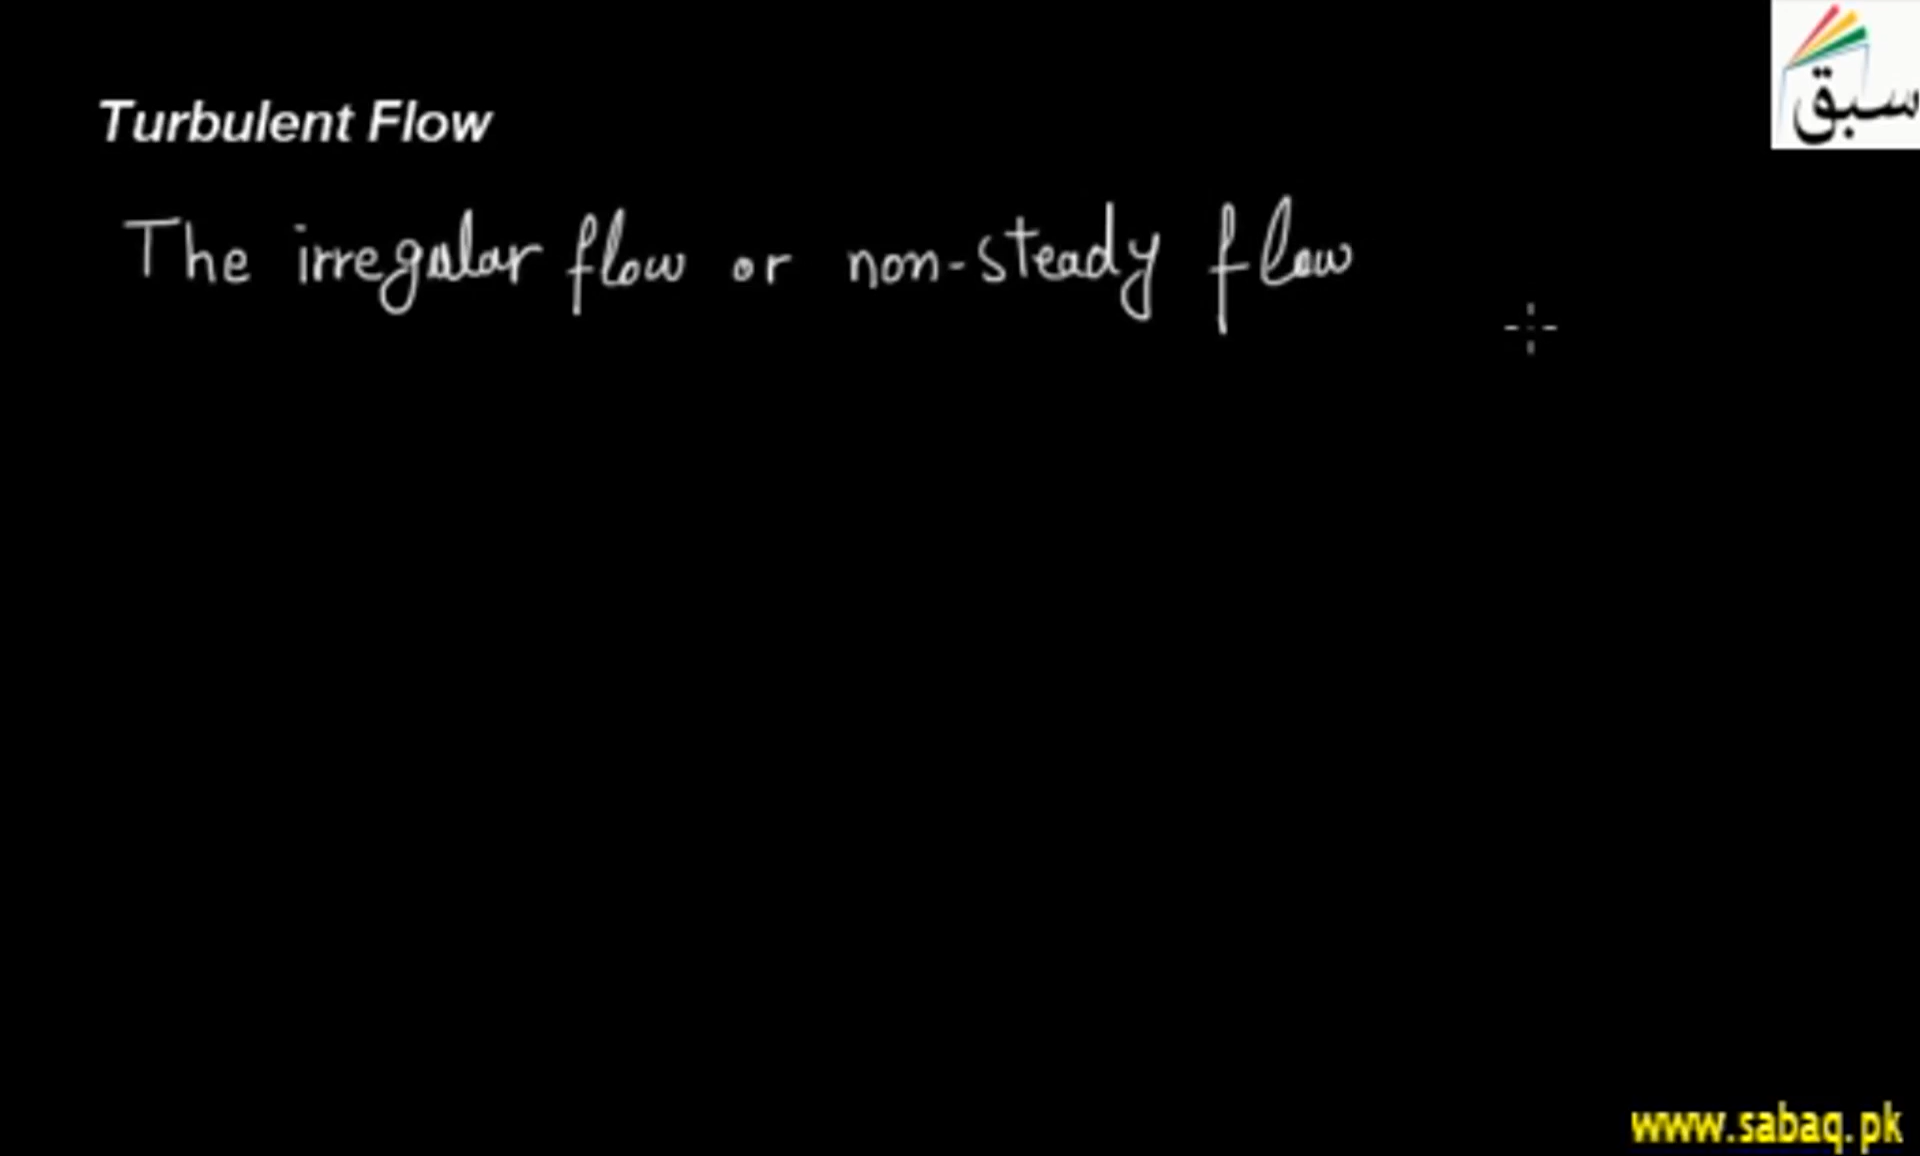 سبق
Turbulent Flow
The irregular flow or non-steady flow
www.sabaq.pk